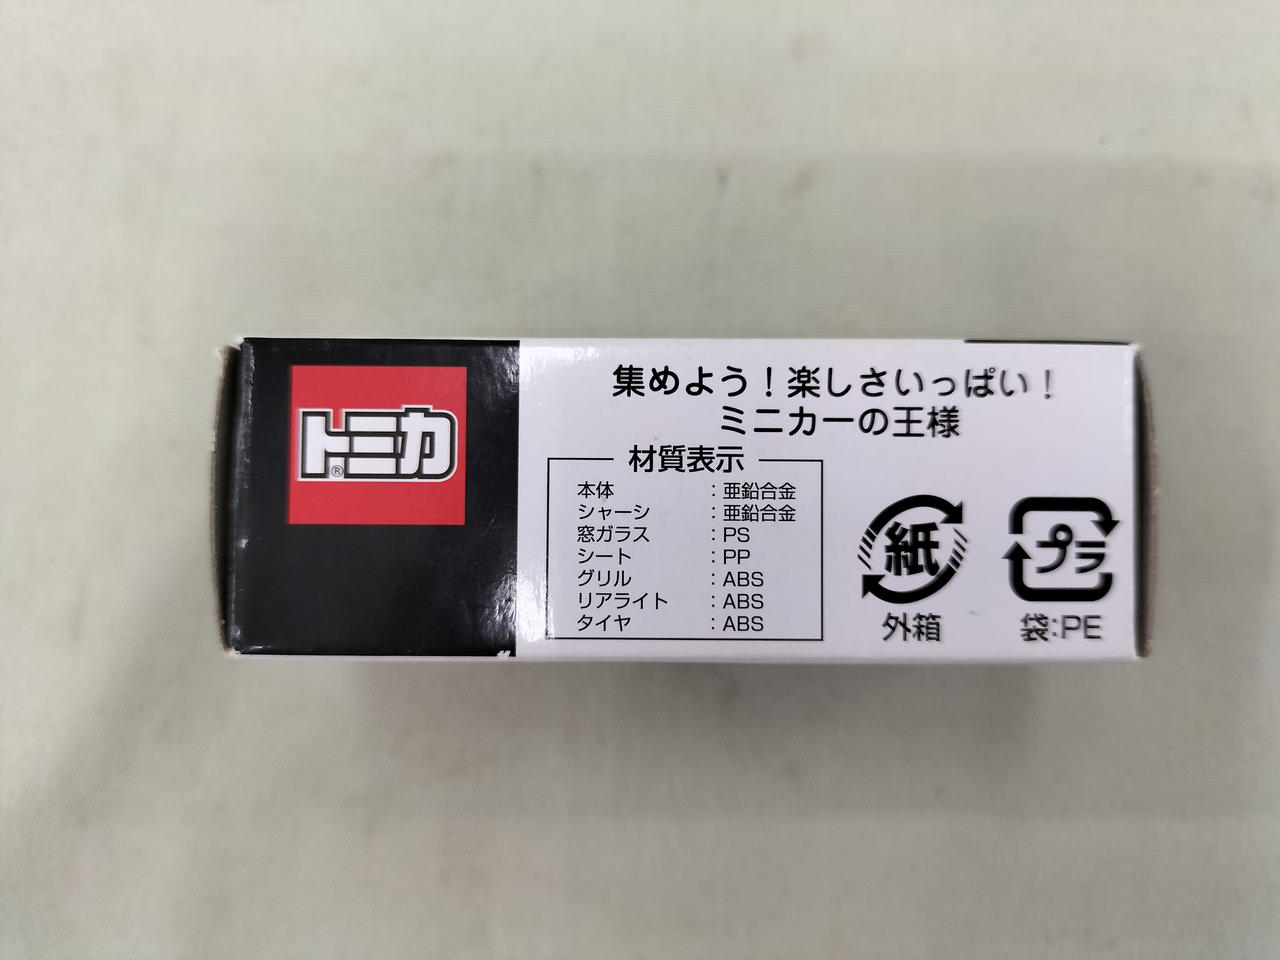 トミカ®
集めよう！楽しさいっぱい！
ミニカーの王様
材質表示
本体 ：亜鉛合金
シャーシ ：亜鉛合金
窓ガラス ：PS
シート ：PP
グリル ：ABS
リアライト ：ABS
タイヤ ：ABS
紙
外箱
プラ
袋：PE